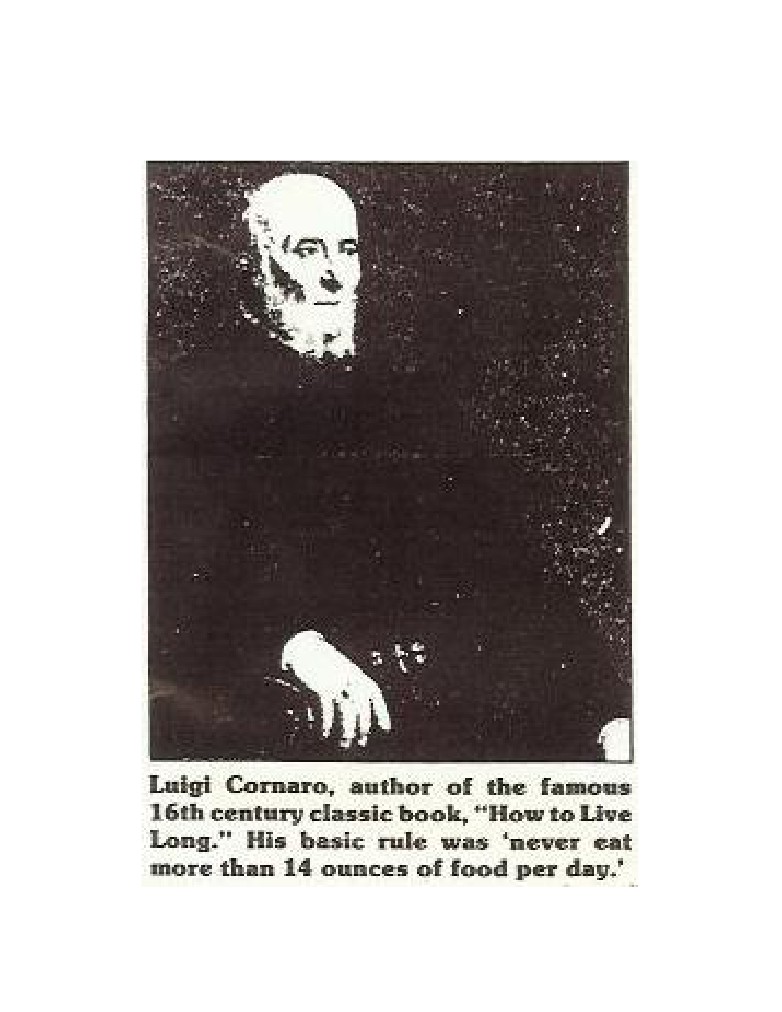 Luigi Cornaro, author of the famous
16th century classic book, "How to Live
Long." His basic rule was 'never eat
more than 14 ounces of food per day.'